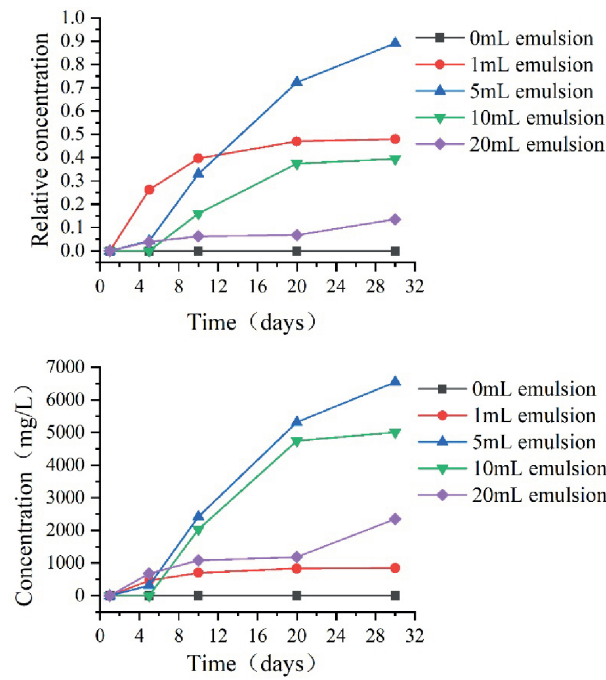 1.0
0.9
0.8
0.7
0.6
0.5
0.4
0.3
0.2
0.1
0.0
Relative concentration
0 4 8 12 16 20 24 28 32
Time（days）
0mL emulsion
1mL emulsion
5mL emulsion
10mL emulsion
20mL emulsion
7000
6000
5000
4000
3000
2000
1000
0
Concentration（mg/L）
0 4 8 12 16 20 24 28 32
Time（days）
0mL emulsion
1mL emulsion
5mL emulsion
10mL emulsion
20mL emulsion